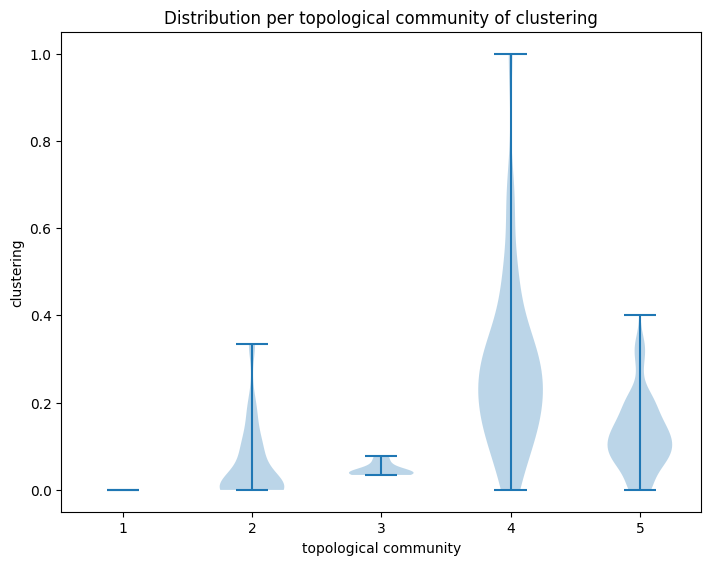 Distribution per topological community of clustering
1.0
0.8
0.6
0.4
0.2
0.0
clustering
1 2 3 4 5
topological community